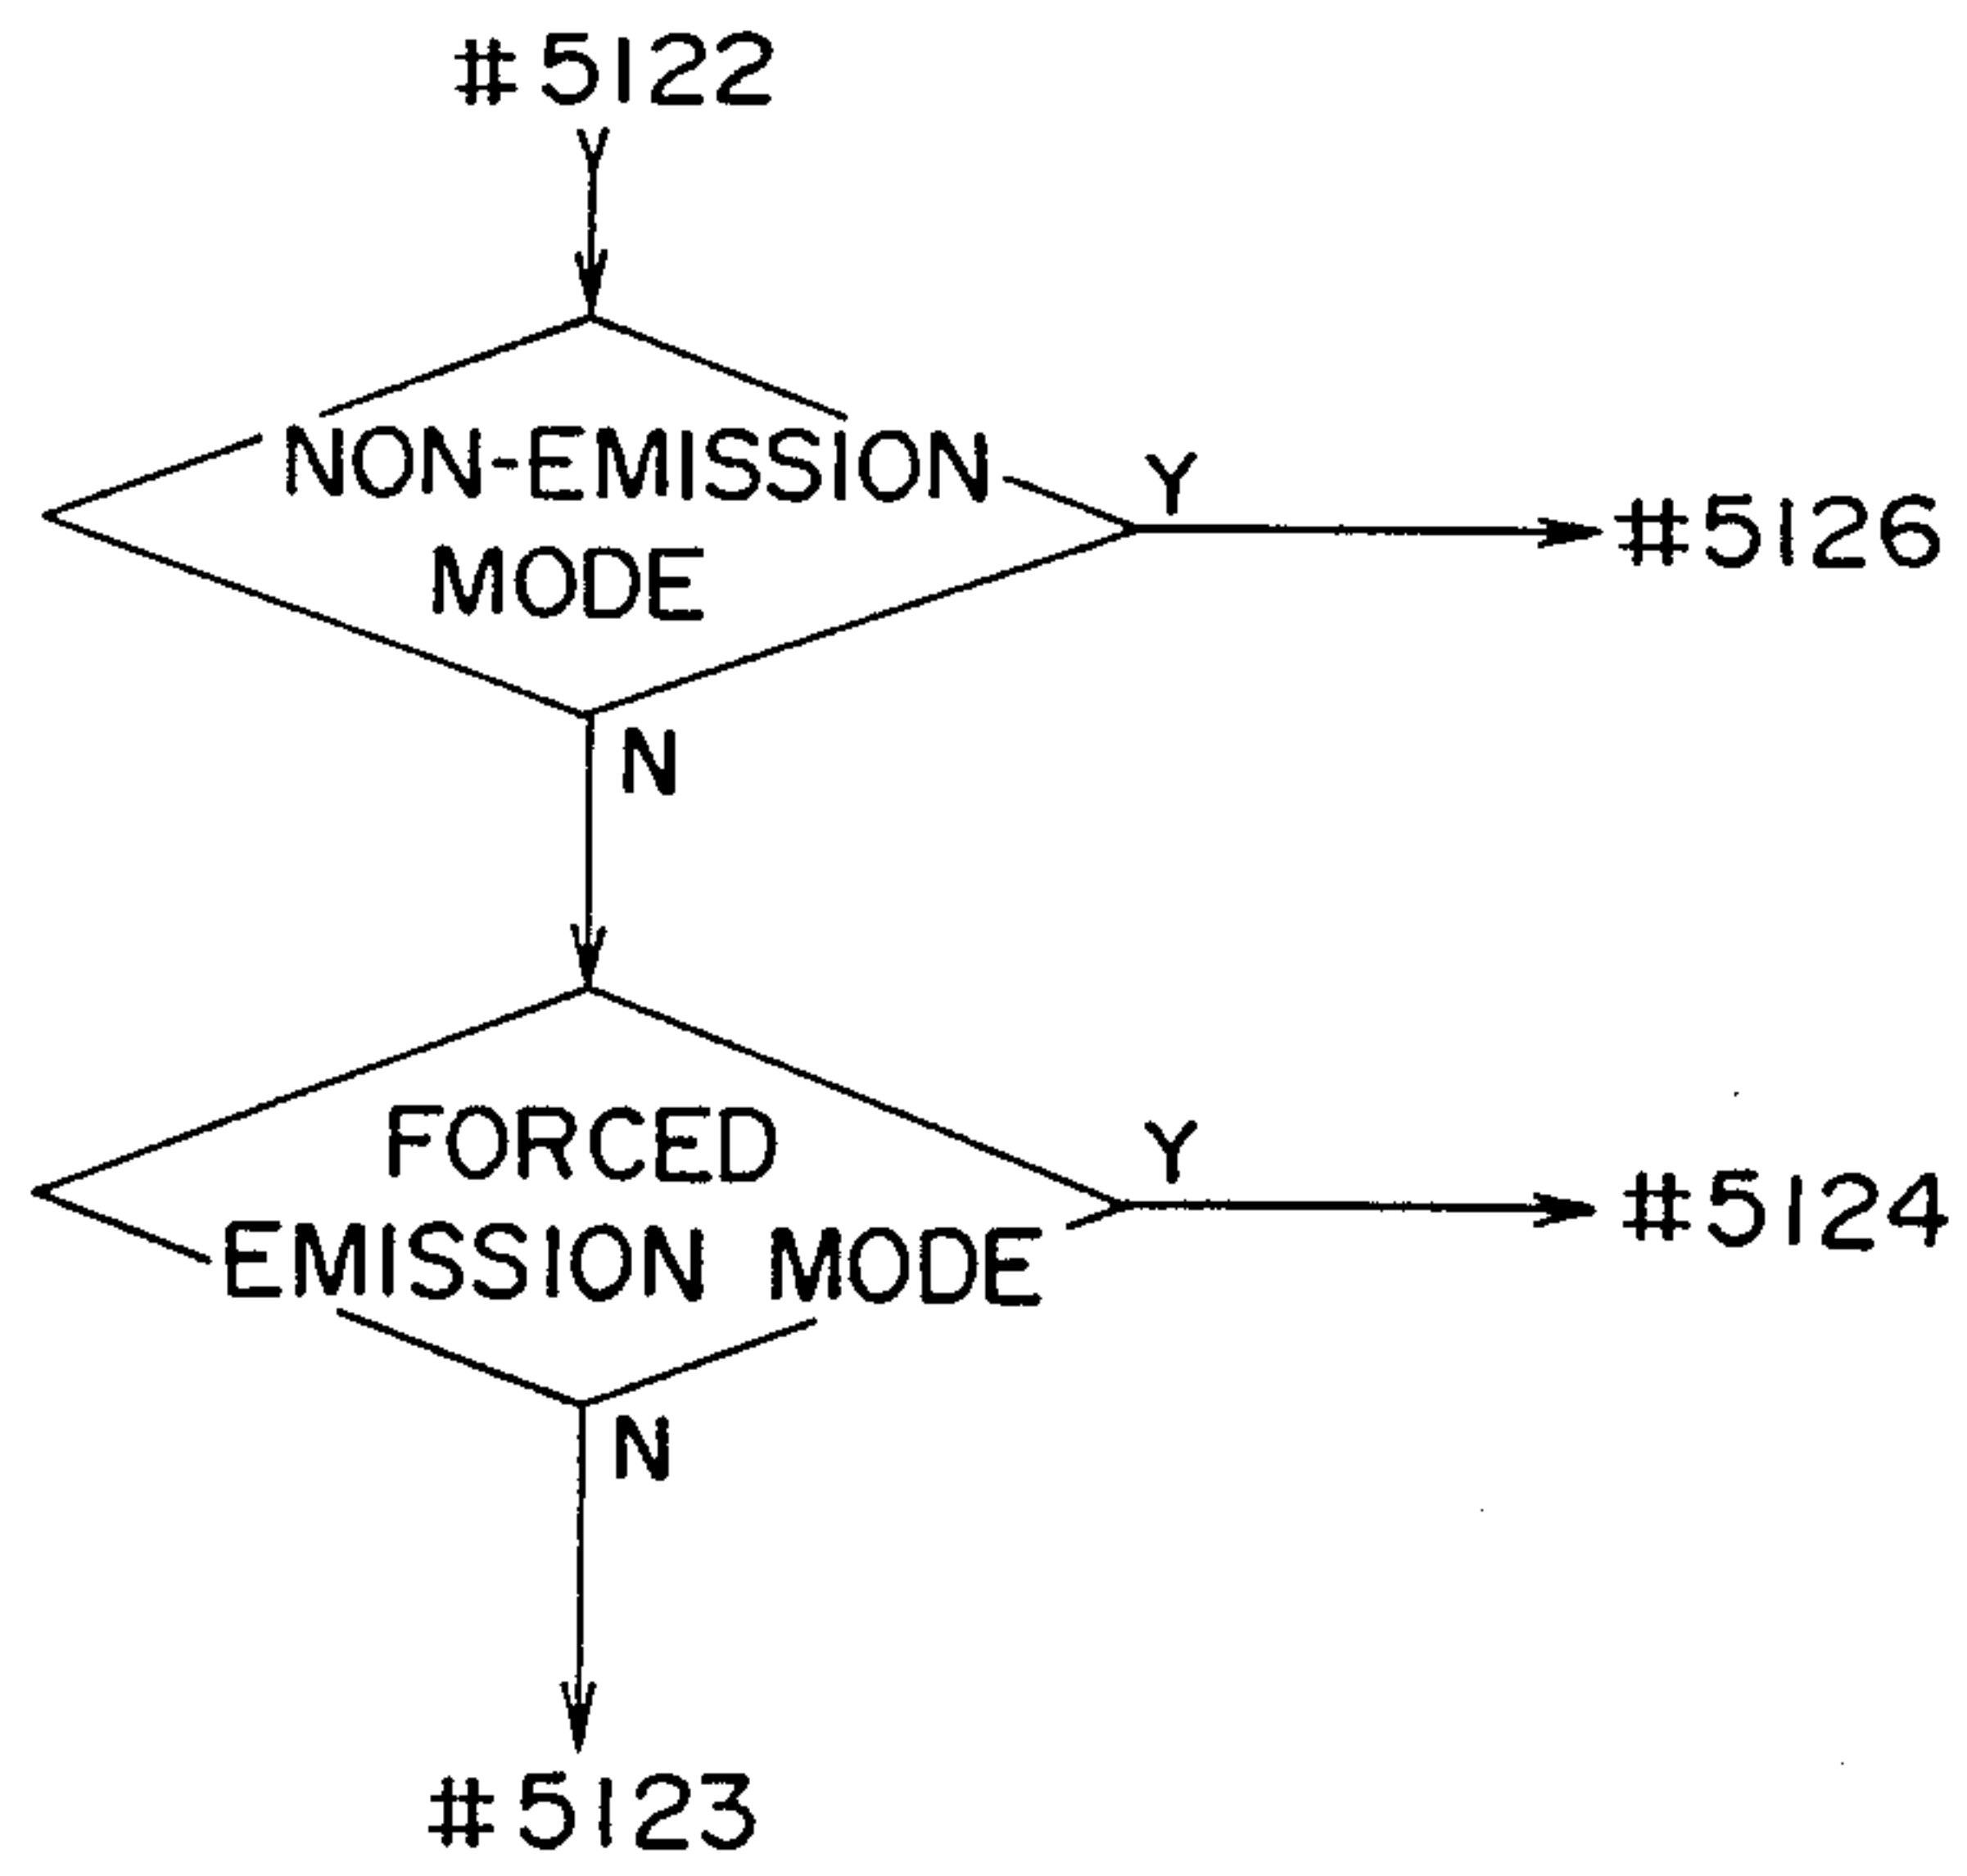 #5122
NON-EMISSION
MODE
Y
#5126
N
FORCED
EMISSION MODE
Y
#5124
N
#5123